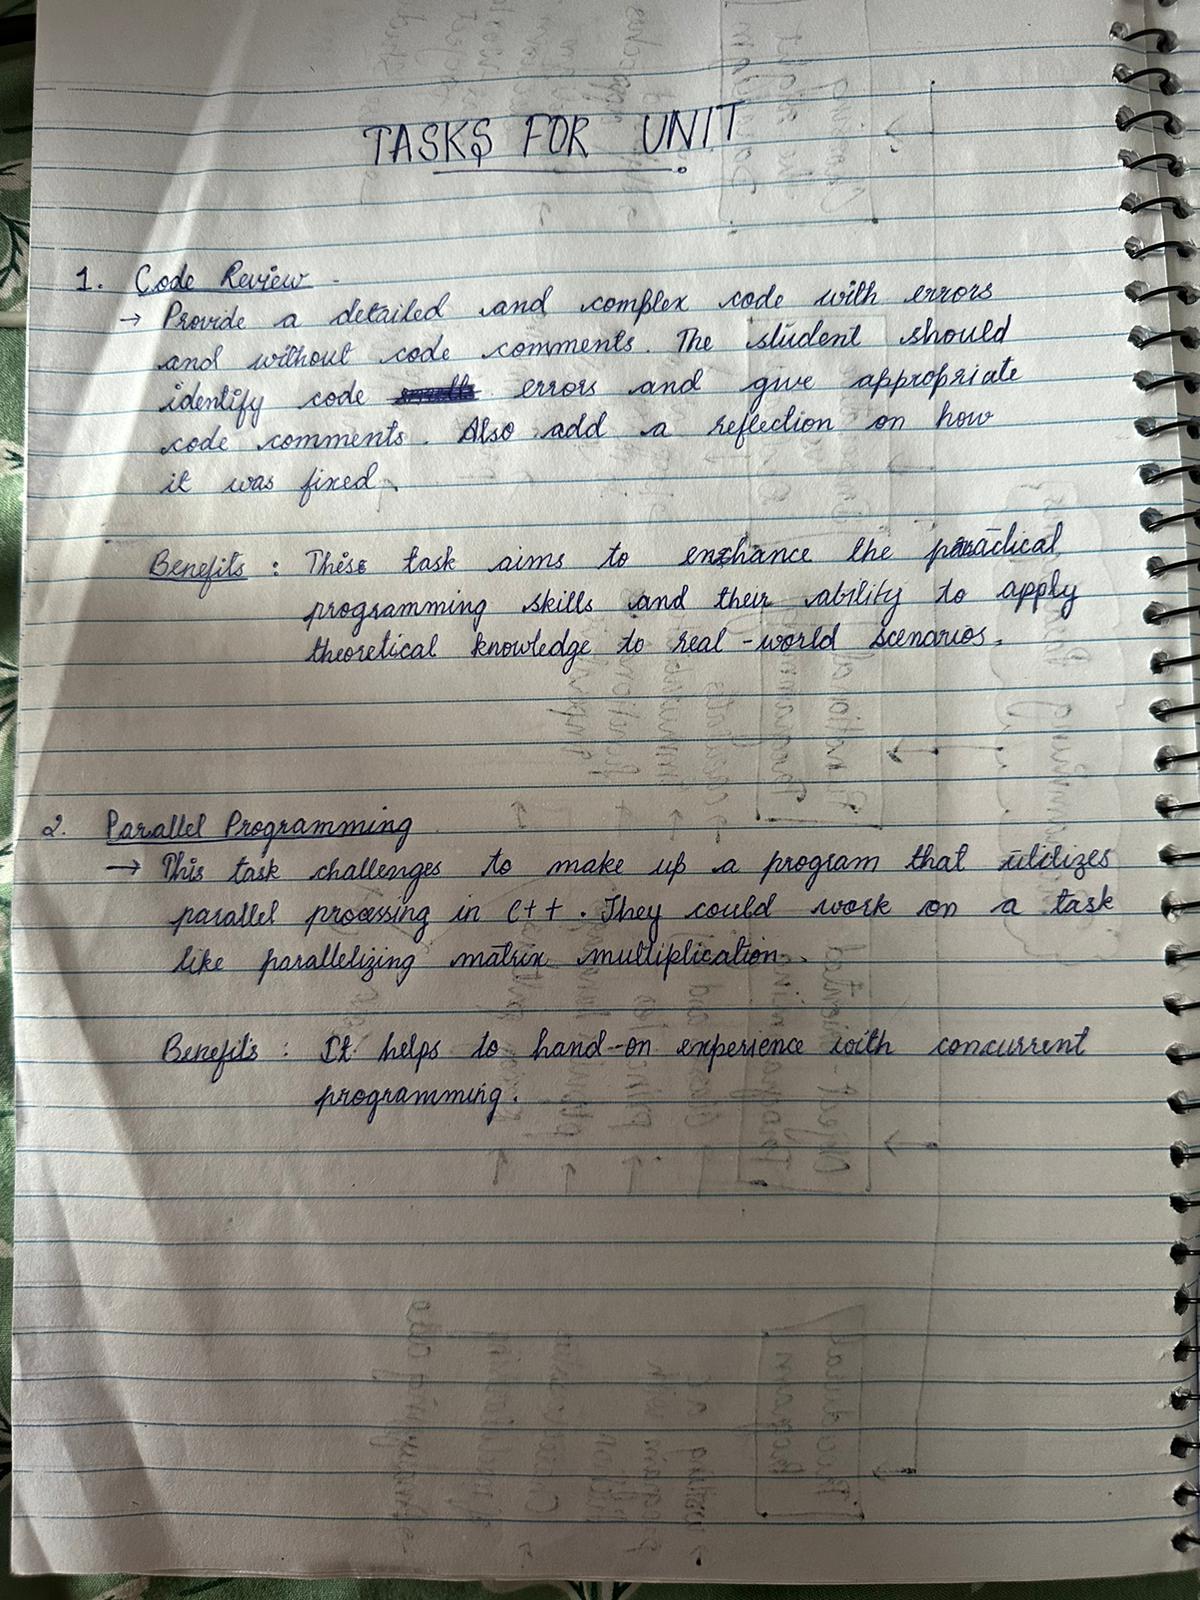 TASKS FOR UNIT
1. Code Review -
→ Provide a detailed and complex code with errors
and without code comments. The student should
identify code errors and give appropriate
code comments. Also add a reflection on how
it was fixed.
Benefits : This task aims to enhance the practical
programming skills and their ability to apply
theoretical knowledge to real-world scenarios.
2. Parallel Programming
→ This task challenges to make up a program that utilizes
parallel processing in C++. They could work on a task
like parallelizing matrix multiplication.
Benefits : It helps to hand-on experience with concurrent
programming.